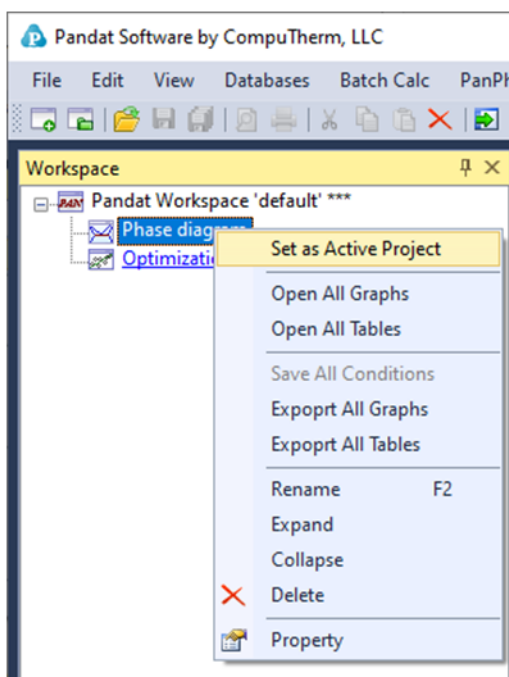 Pandat Software by CompuTherm, LLC
File Edit View Databases Batch Calc
Workspace
PAN Pandat Workspace 'default' ***
Phase diagram
Set as Active Project
Open All Graphs
Open All Tables
Save All Conditions
Expoprt All Graphs
Expoprt All Tables
Rename F2
Expand
Collapse
Delete
Property